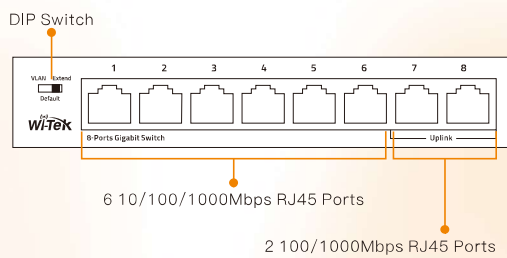 DIP Switch
1 2 3 4 5 6 7 8
VLAN Extend
Default
Wi-Tek
8-Ports Gigabit Switch
Uplink
6 10/100/1000Mbps RJ45 Ports
2 100/1000Mbps RJ45 Ports